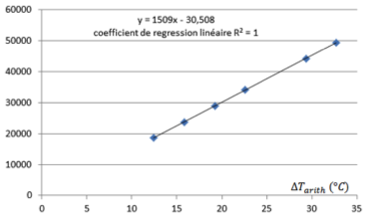 y = 1509x - 30,508
coefficient de regression linéaire R² = 1
60000
50000
40000
30000
20000
10000
0
ΔT_arith (°C)
0 5 10 15 20 25 30 35